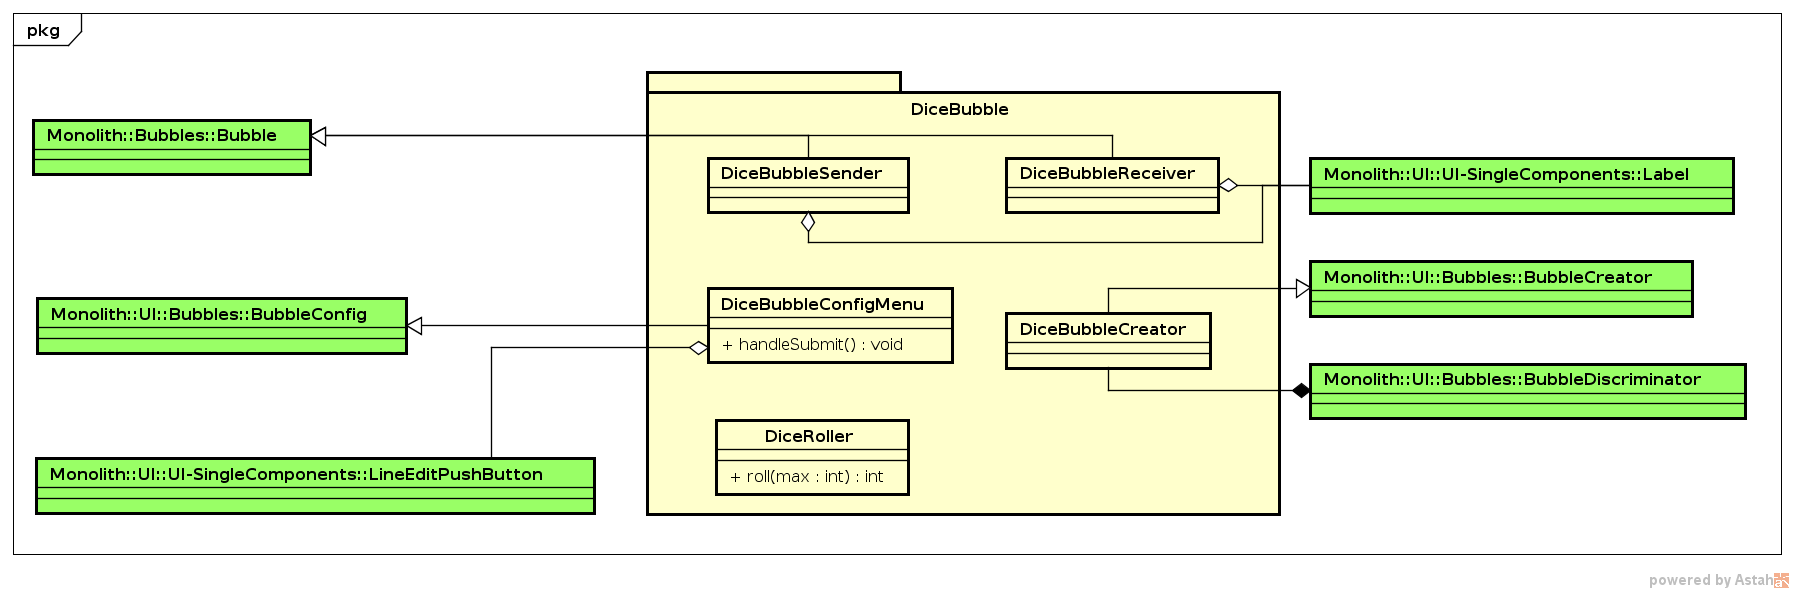 pkg
DiceBubble
Monolith::Bubbles::Bubble
DiceBubbleSender
DiceBubbleReceiver
Monolith::UI::UI-SingleComponents::Label
Monolith::UI::Bubbles::BubbleConfig
DiceBubbleConfigMenu
+ handleSubmit() : void
DiceBubbleCreator
Monolith::UI::Bubbles::BubbleCreator
Monolith::UI::Bubbles::BubbleDiscriminator
DiceRoller
+ roll(max : int) : int
Monolith::UI::UI-SingleComponents::LineEditPushButton
powered by Astah